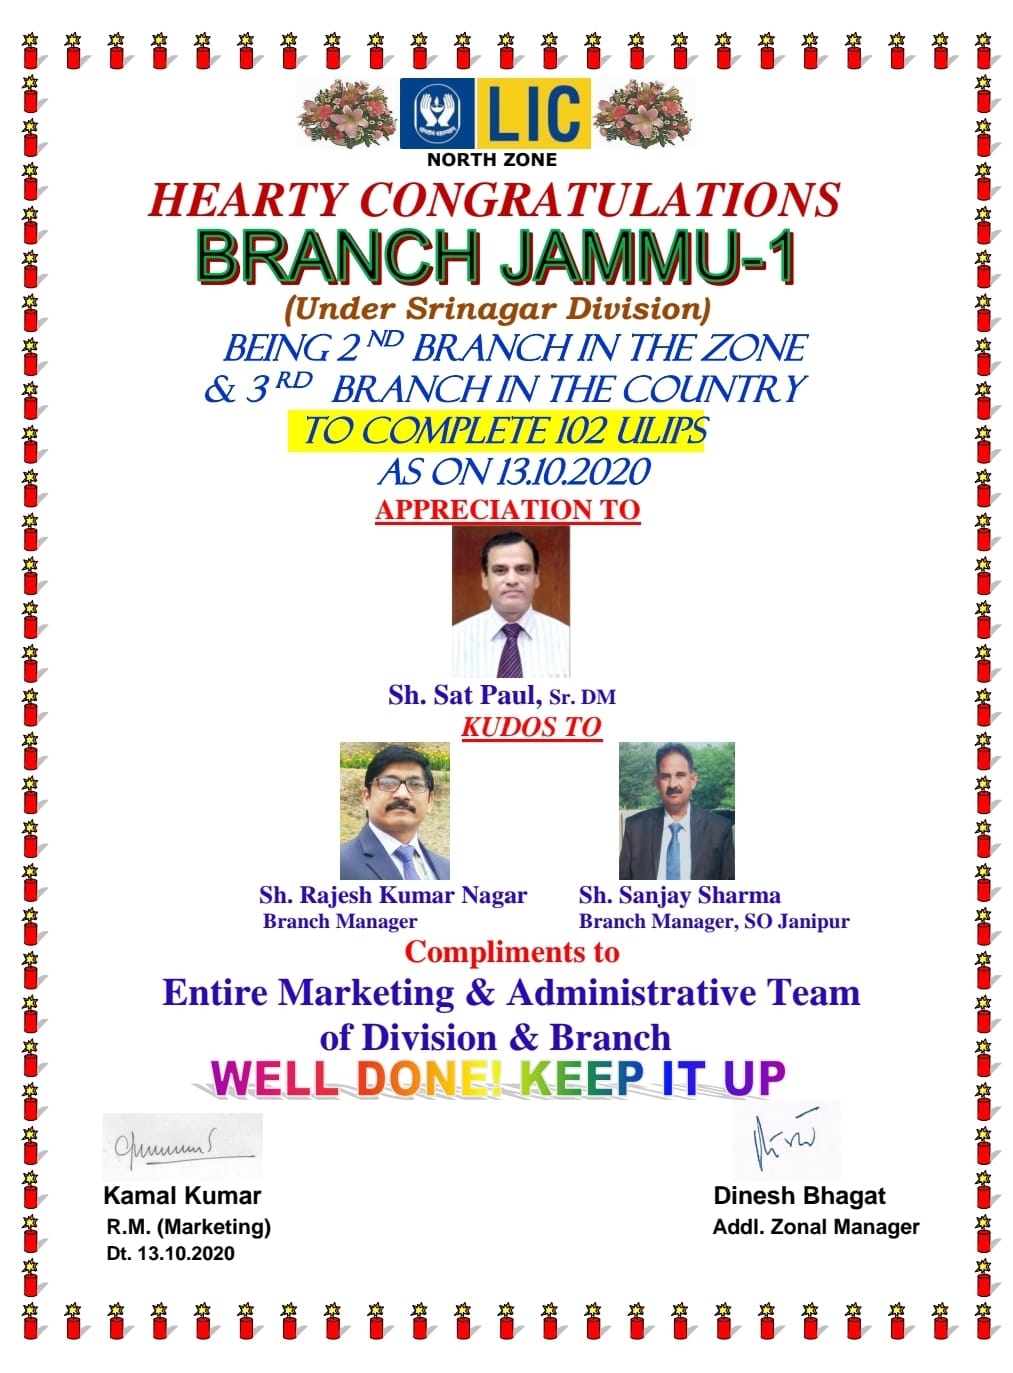 LIC
NORTH ZONE
HEARTY CONGRATULATIONS
BRANCH JAMMU-1
(Under Srinagar Division)
BEING 2 ND BRANCH IN THE ZONE
& 3 RD BRANCH IN THE COUNTRY
TO COMPLETE 102 ULIPS
AS ON 13.10.2020
APPRECIATION TO
Sh. Sat Paul, Sr. DM
KUDOS TO
Sh. Rajesh Kumar Nagar
Branch Manager
Sh. Sanjay Sharma
Branch Manager, SO Janipur
Compliments to
Entire Marketing & Administrative Team
of Division & Branch
WELL DONE! KEEP IT UP
Kamal Kumar
R.M. (Marketing)
Dt. 13.10.2020
Dinesh Bhagat
Addl. Zonal Manager